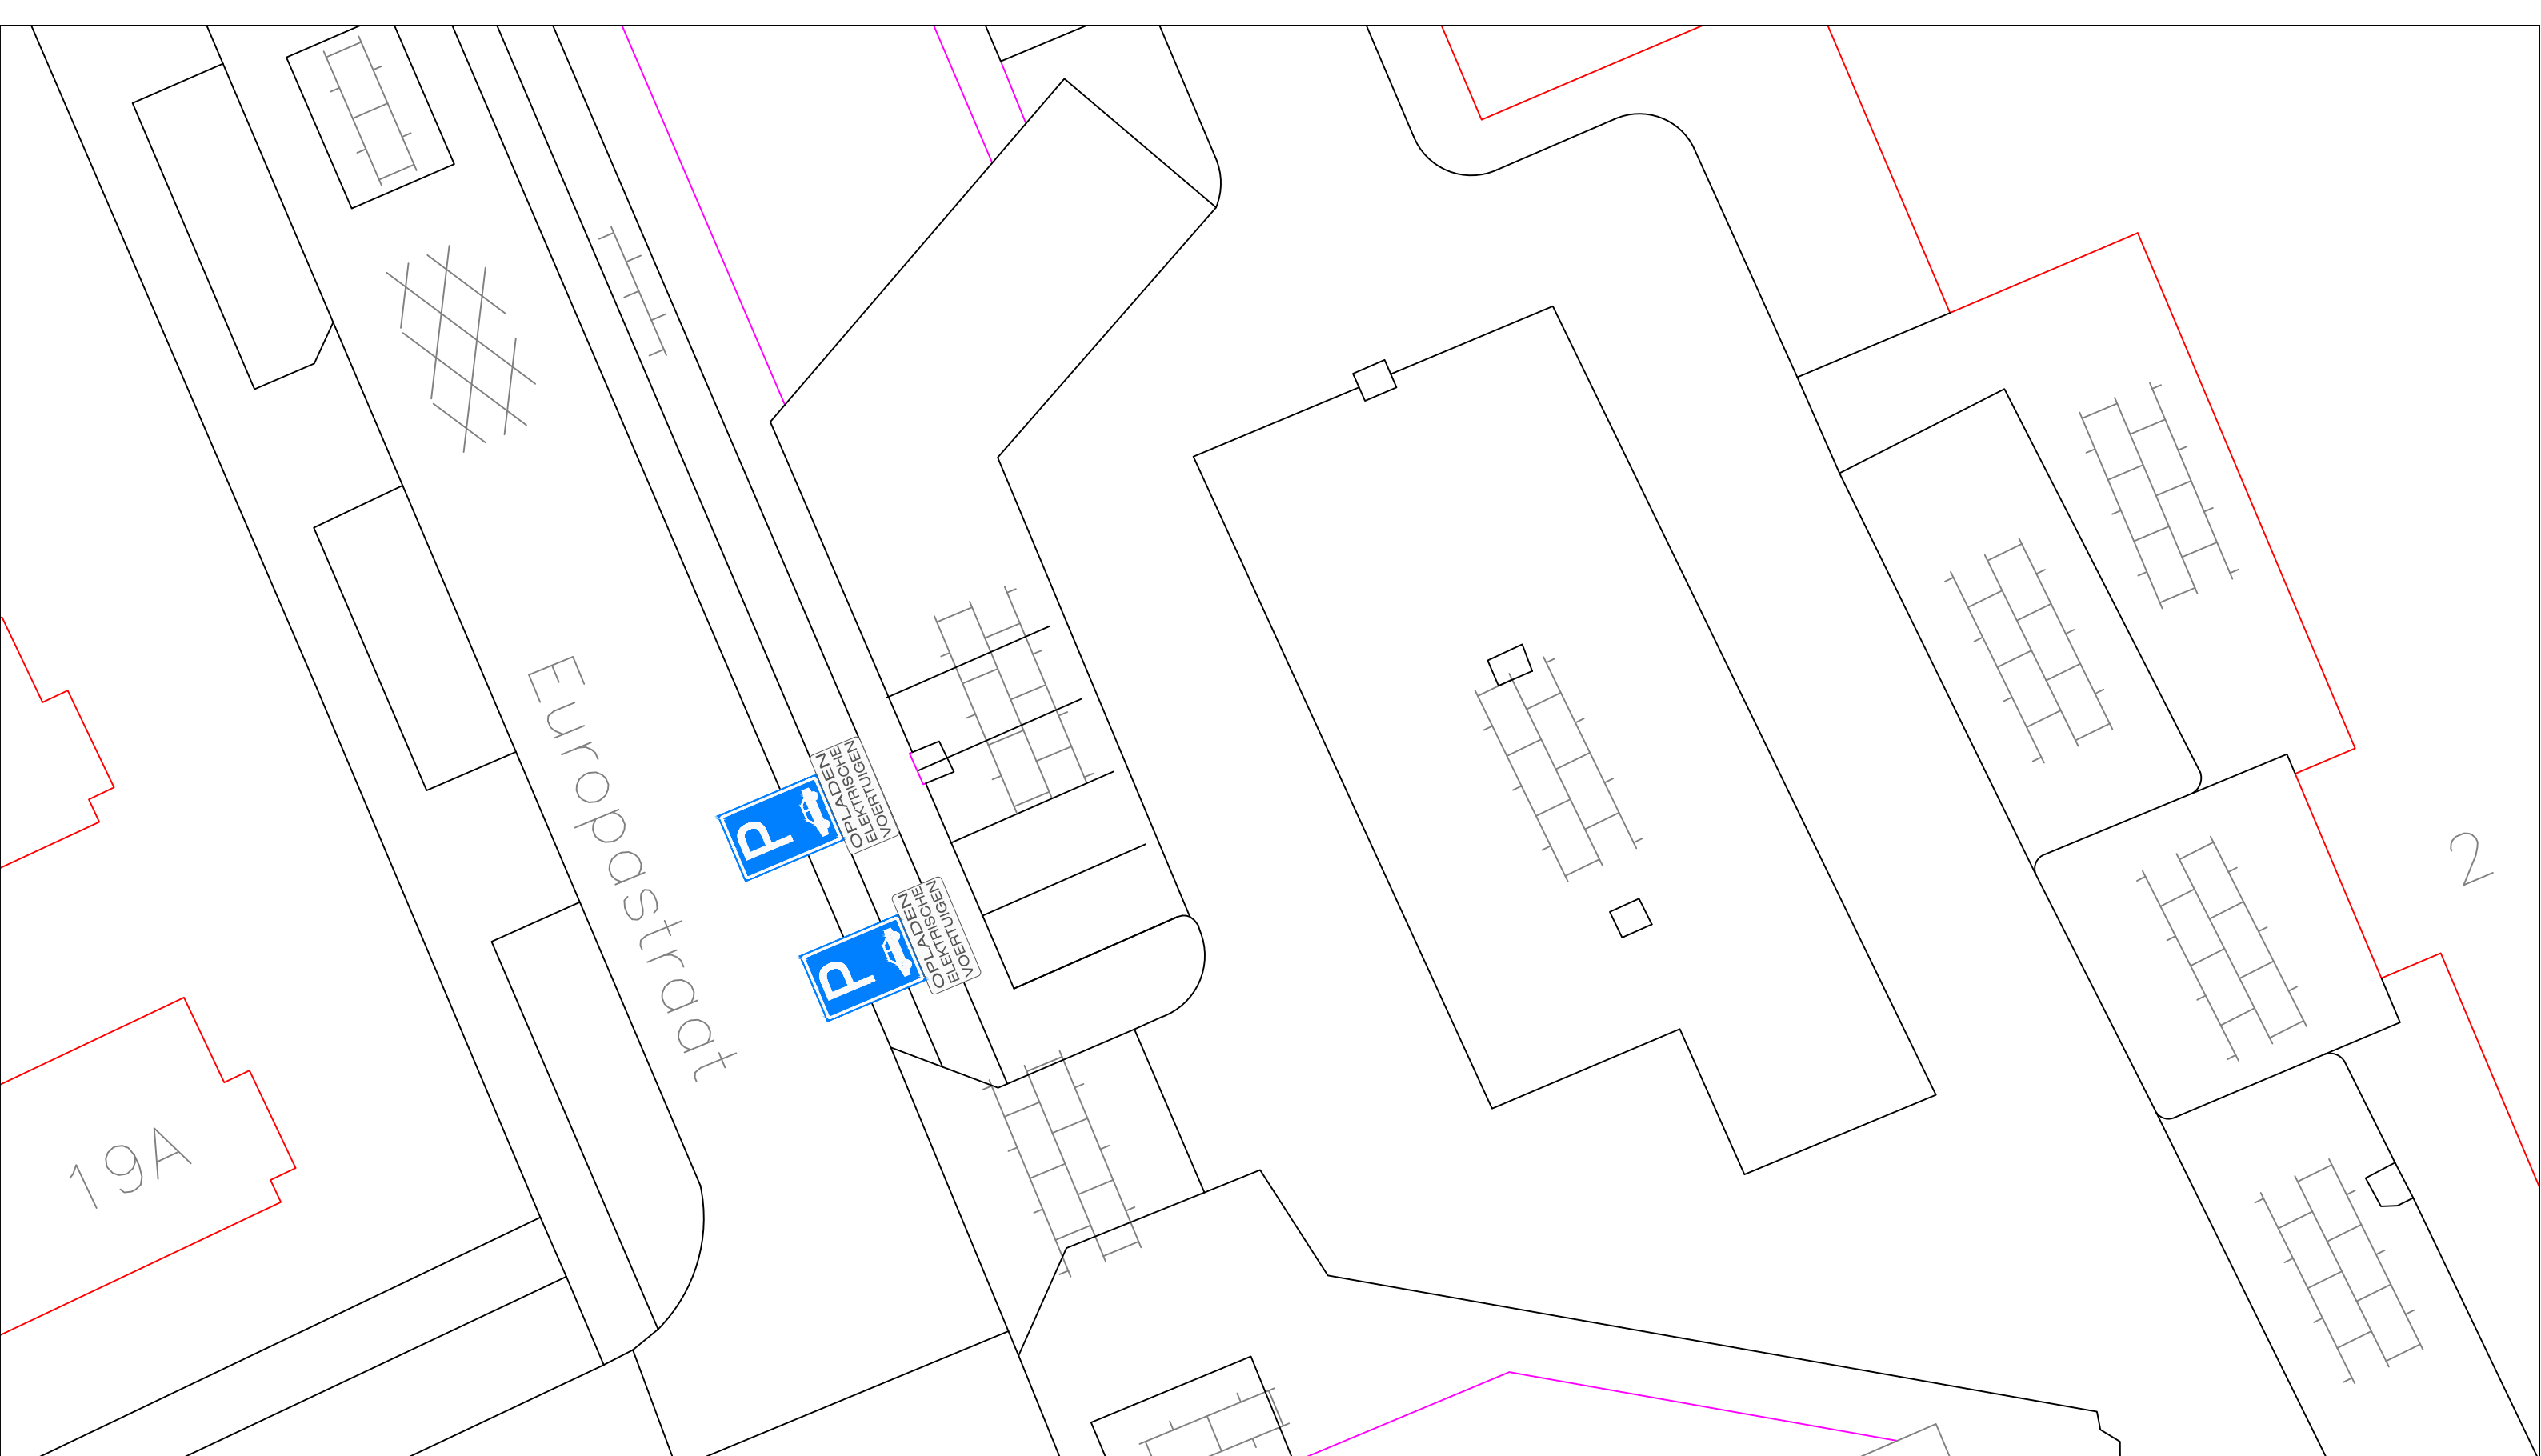 Europastraat
P
OPLADEN
ELEKTRISCHE
VOERTUIGEN
P
OPLADEN
ELEKTRISCHE
VOERTUIGEN
2
19A